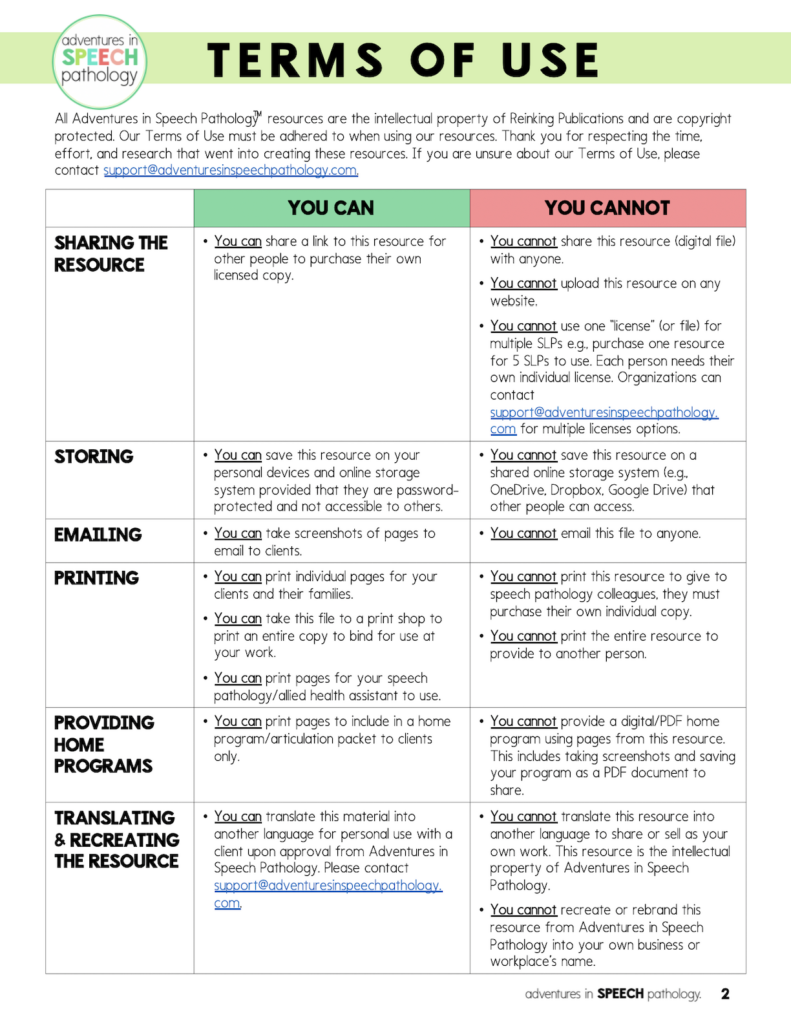 adventures in
SPEECH
pathology
TERMS OF USE
All Adventures in Speech Pathology™ resources are the intellectual property of Reinking Publications and are copyright
protected. Our Terms of Use must be adhered to when using our resources. Thank you for respecting the time,
effort, and research that went into creating these resources. If you are unsure about our Terms of Use, please
contact support@adventuresinspeechpathology.com.
YOU CAN
YOU CANNOT
SHARING THE
RESOURCE
• You can share a link to this resource for
other people to purchase their own
licensed copy.
• You cannot share this resource (digital file)
with anyone.
• You cannot upload this resource on any
website.
• You cannot use one "license" (or file) for
multiple SLPs e.g., purchase one resource
for 5 SLPs to use. Each person needs their
own individual license. Organizations can
contact
support@adventuresinspeechpathology.
com for multiple licenses options.
STORING
• You can save this resource on your
personal devices and online storage
system provided that they are password-
protected and not accessible to others.
• You cannot save this resource on a
shared online storage system (e.g.,
OneDrive, Dropbox, Google Drive) that
other people can access.
EMAILING
• You can take screenshots of pages to
email to clients.
• You cannot email this file to anyone.
PRINTING
• You can print individual pages for your
clients and their families.
• You can take this file to a print shop to
print an entire copy to bind for use at
your work.
• You can print pages for your speech
pathology/allied health assistant to use.
• You cannot print this resource to give to
speech pathology colleagues, they must
purchase their own individual copy.
• You cannot print the entire resource to
provide to another person.
PROVIDING
HOME
PROGRAMS
• You can print pages to include in a home
program/articulation packet to clients
only.
• You cannot provide a digital/PDF home
program using pages from this resource.
This includes taking screenshots and saving
your program as a PDF document to
share.
TRANSLATING
& RECREATING
THE RESOURCE
• You can translate this material into
another language for personal use with a
client upon approval from Adventures in
Speech Pathology. Please contact
support@adventuresinspeechpathology.
com.
• You cannot translate this resource into
another language to share or sell as your
own work. This resource is the intellectual
property of Adventures in Speech
Pathology.
• You cannot recreate or rebrand this
resource from Adventures in Speech
Pathology into your own business or
workplace's name.
adventures in SPEECH pathology. 2